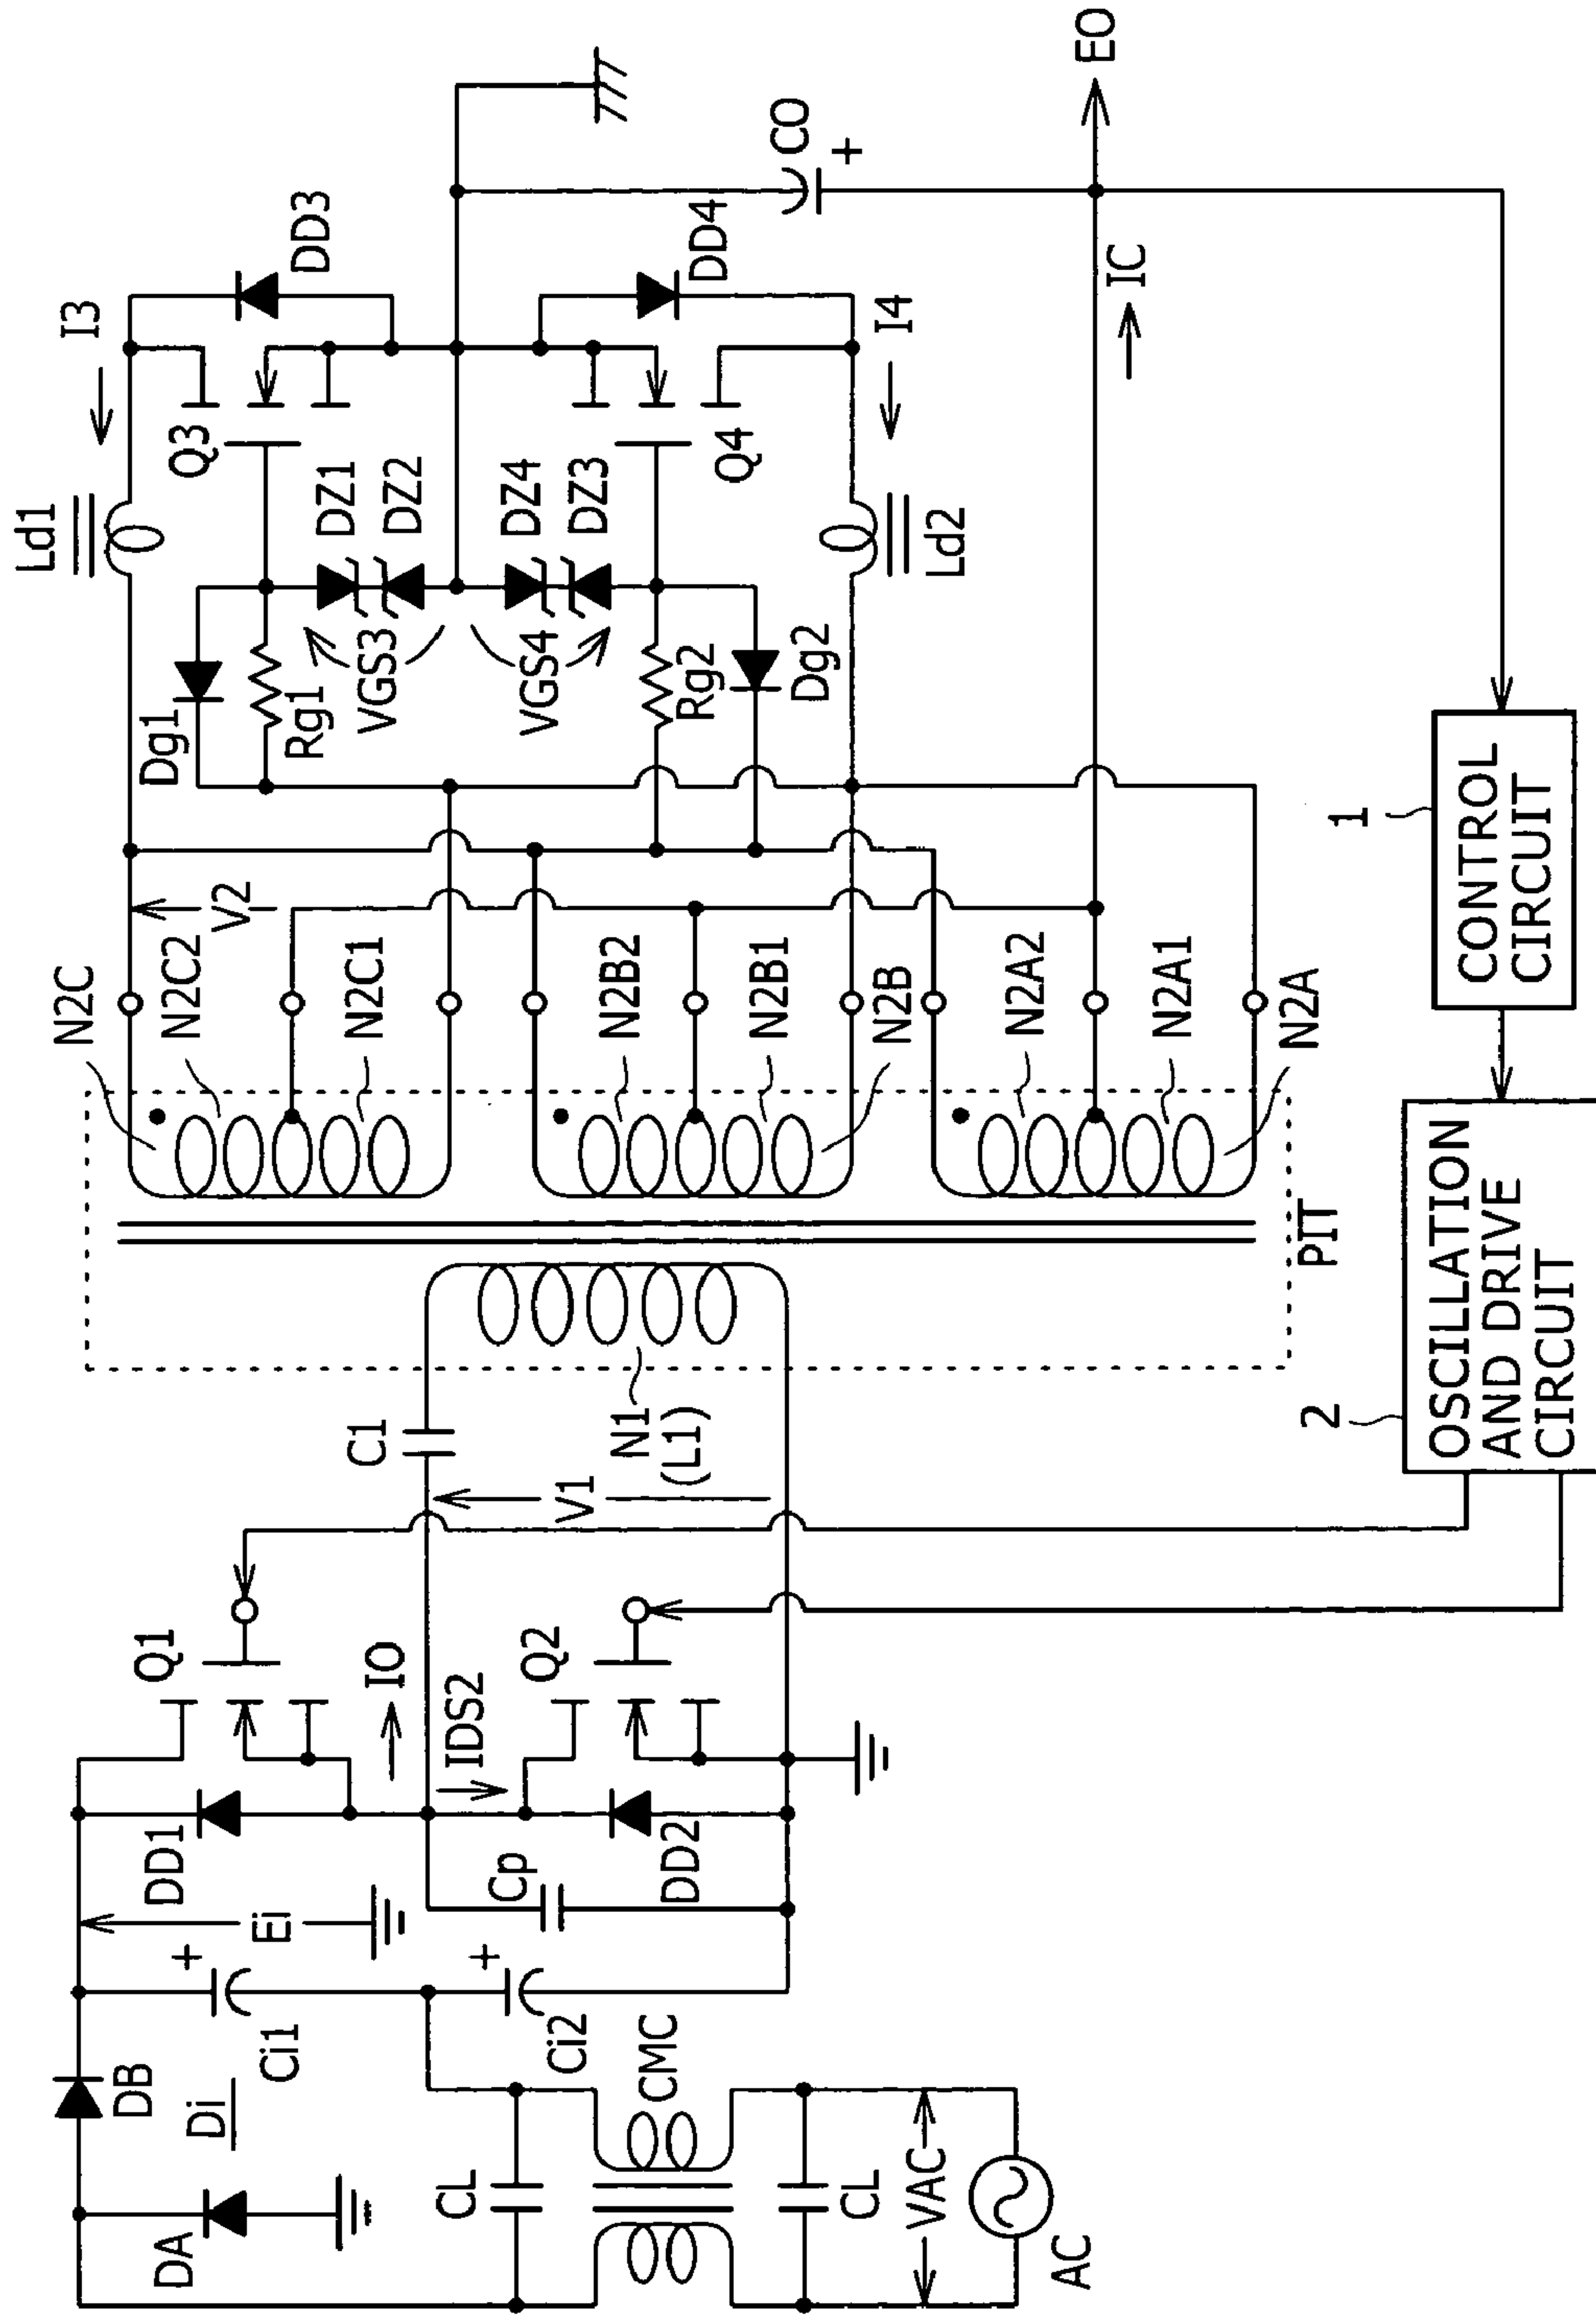 AC
VAC
CL
CMC
CL
DA
Di
DB
Ci1
+
Ci2
+
Ei
DD1
Cp
DD2
IDS2
IO
Q1
Q2
V1
C1
N1
(L1)
PIT
N2C
N2C2
N2C1
N2B2
N2B1
N2B
N2A2
N2A1
N2A
V2
Dg1
Rg1
VGS3
VGS4
Rg2
Dg2
Ld1
DZ1
DZ2
DZ4
DZ3
Ld2
Q3
Q4
I3
I4
IC
DD3
DD4
CO
+
EO
1
CONTROL
CIRCUIT
2
OSCILLATION
AND DRIVE
CIRCUIT